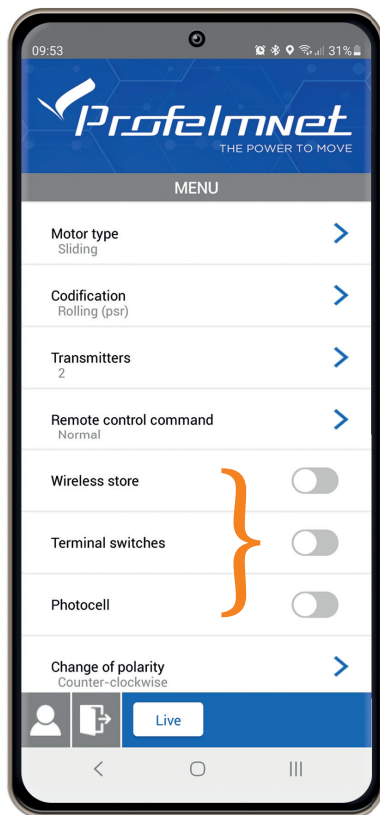 09:53
31%
Profelmnet
THE POWER TO MOVE
MENU
Motor type
Sliding
Codification
Rolling (psr)
Transmitters
2
Remote control command
Normal
Wireless store
Terminal switches
Photocell
Change of polarity
Counter-clockwise
Live